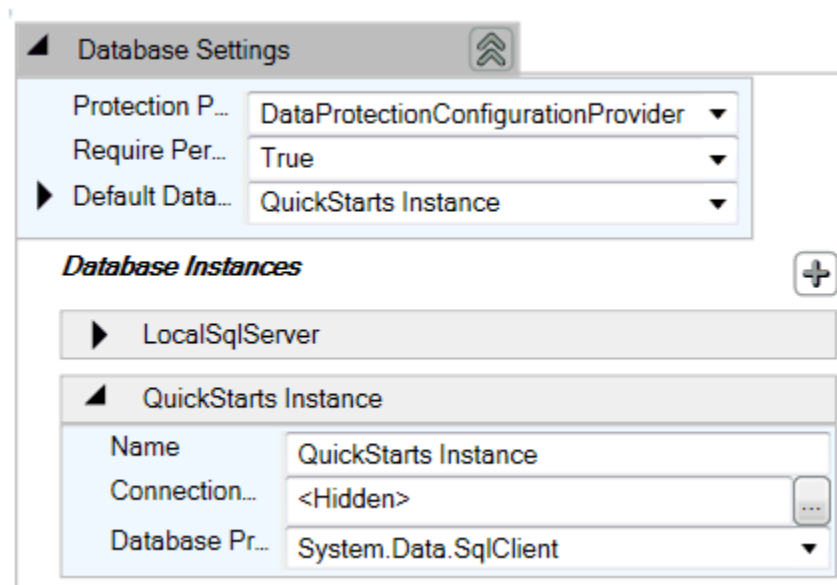 Database Settings
Protection P... DataProtectionConfigurationProvider
Require Per... True
Default Data... QuickStarts Instance
Database Instances
LocalSqlServer
QuickStarts Instance
Name QuickStarts Instance
Connection... <Hidden> ...
Database Pr... System.Data.SqlClient